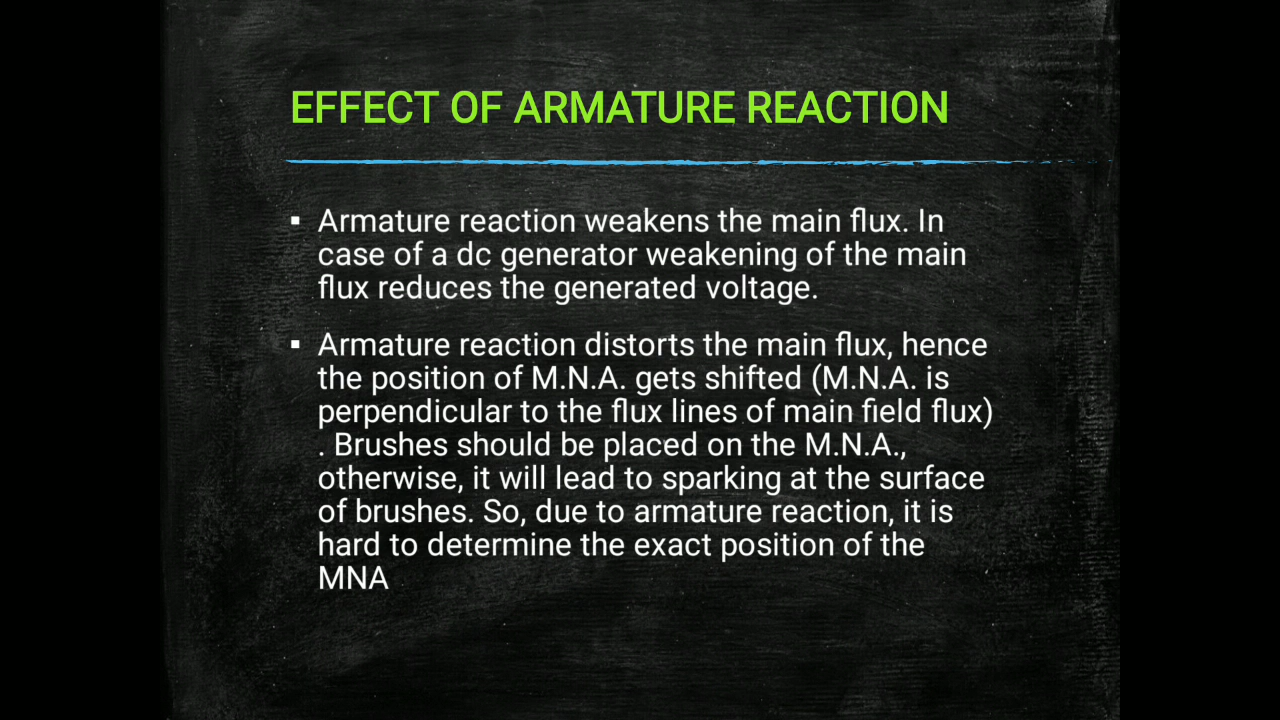 EFFECT OF ARMATURE REACTION
▪ Armature reaction weakens the main flux. In
case of a dc generator weakening of the main
flux reduces the generated voltage.
▪ Armature reaction distorts the main flux, hence
the position of M.N.A. gets shifted (M.N.A. is
perpendicular to the flux lines of main field flux)
. Brushes should be placed on the M.N.A.,
otherwise, it will lead to sparking at the surface
of brushes. So, due to armature reaction, it is
hard to determine the exact position of the
MNA